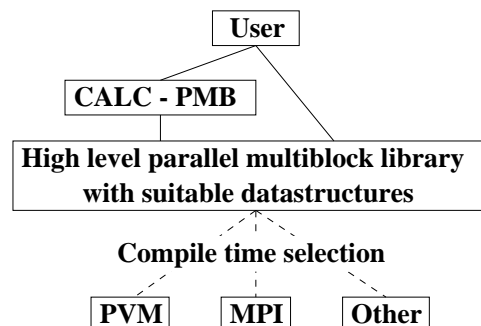 User
CALC - PMB
High level parallel multiblock library
with suitable datastructures
Compile time selection
PVM MPI Other